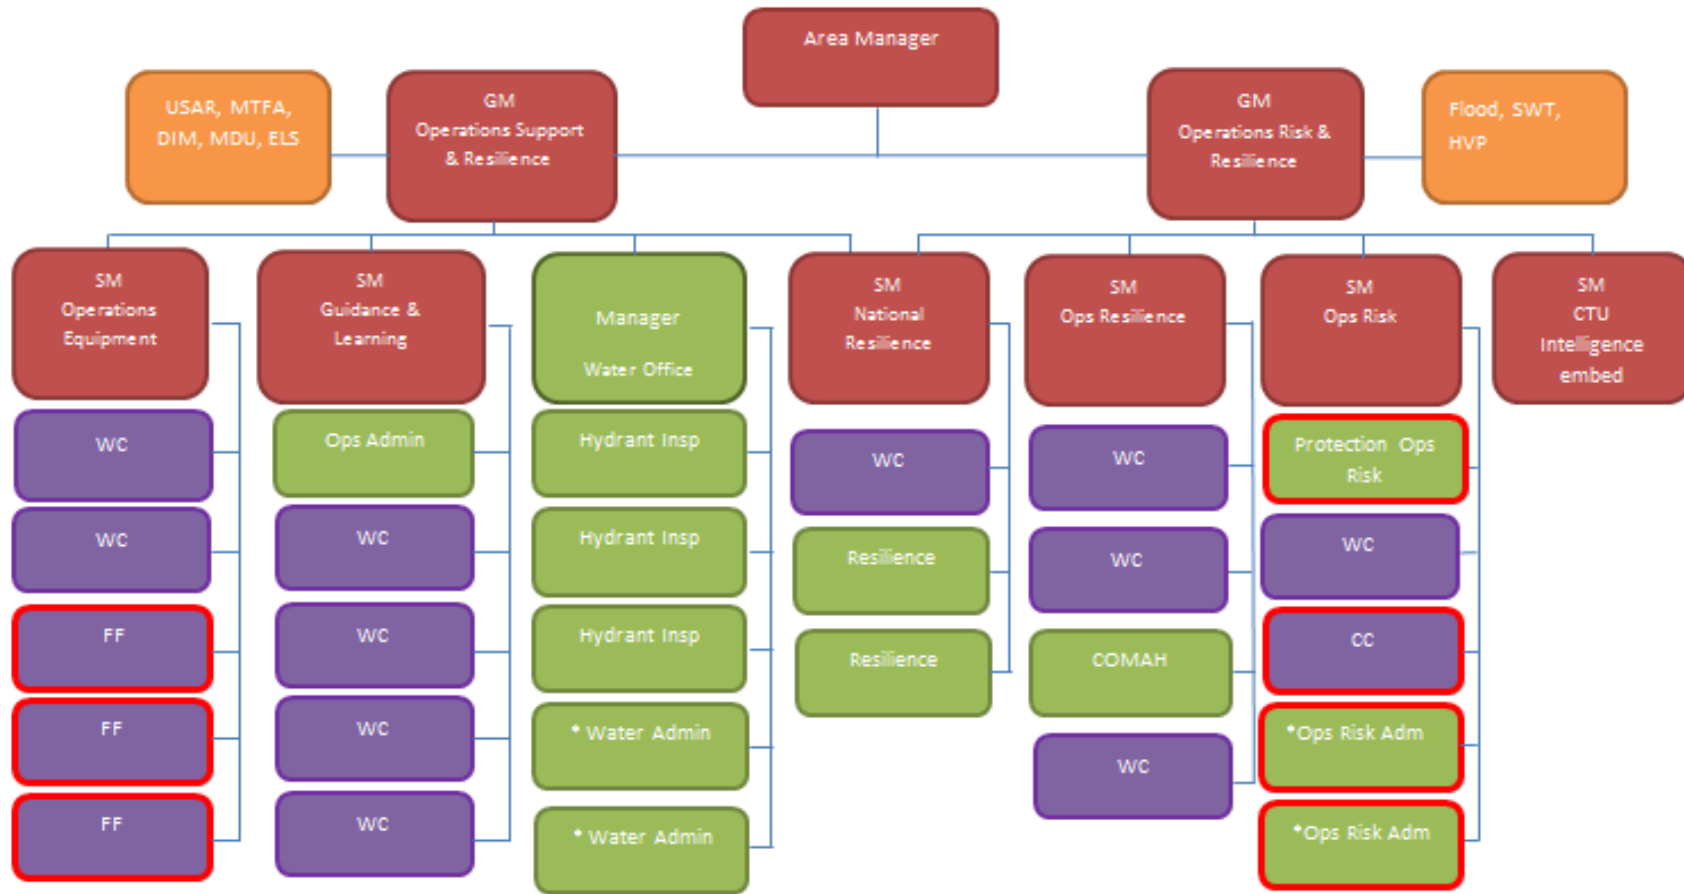 Area Manager
USAR, MTFA,
DIM, MDU, ELS
GM
Operations Support
& Resilience
GM
Operations Risk &
Resilience
Flood, SWT,
HVP
SM
Operations
Equipment
SM
Guidance &
Learning
Manager
Water Office
SM
National
Resilience
SM
Ops Resilience
SM
Ops Risk
SM
CTU
Intelligence
embed
WC
WC
FF
FF
FF
Ops Admin
WC
WC
WC
WC
Hydrant Insp
Hydrant Insp
Hydrant Insp
* Water Admin
* Water Admin
WC
Resilience
Resilience
WC
WC
COMAH
WC
Protection Ops
Risk
WC
CC
*Ops Risk Adm
*Ops Risk Adm